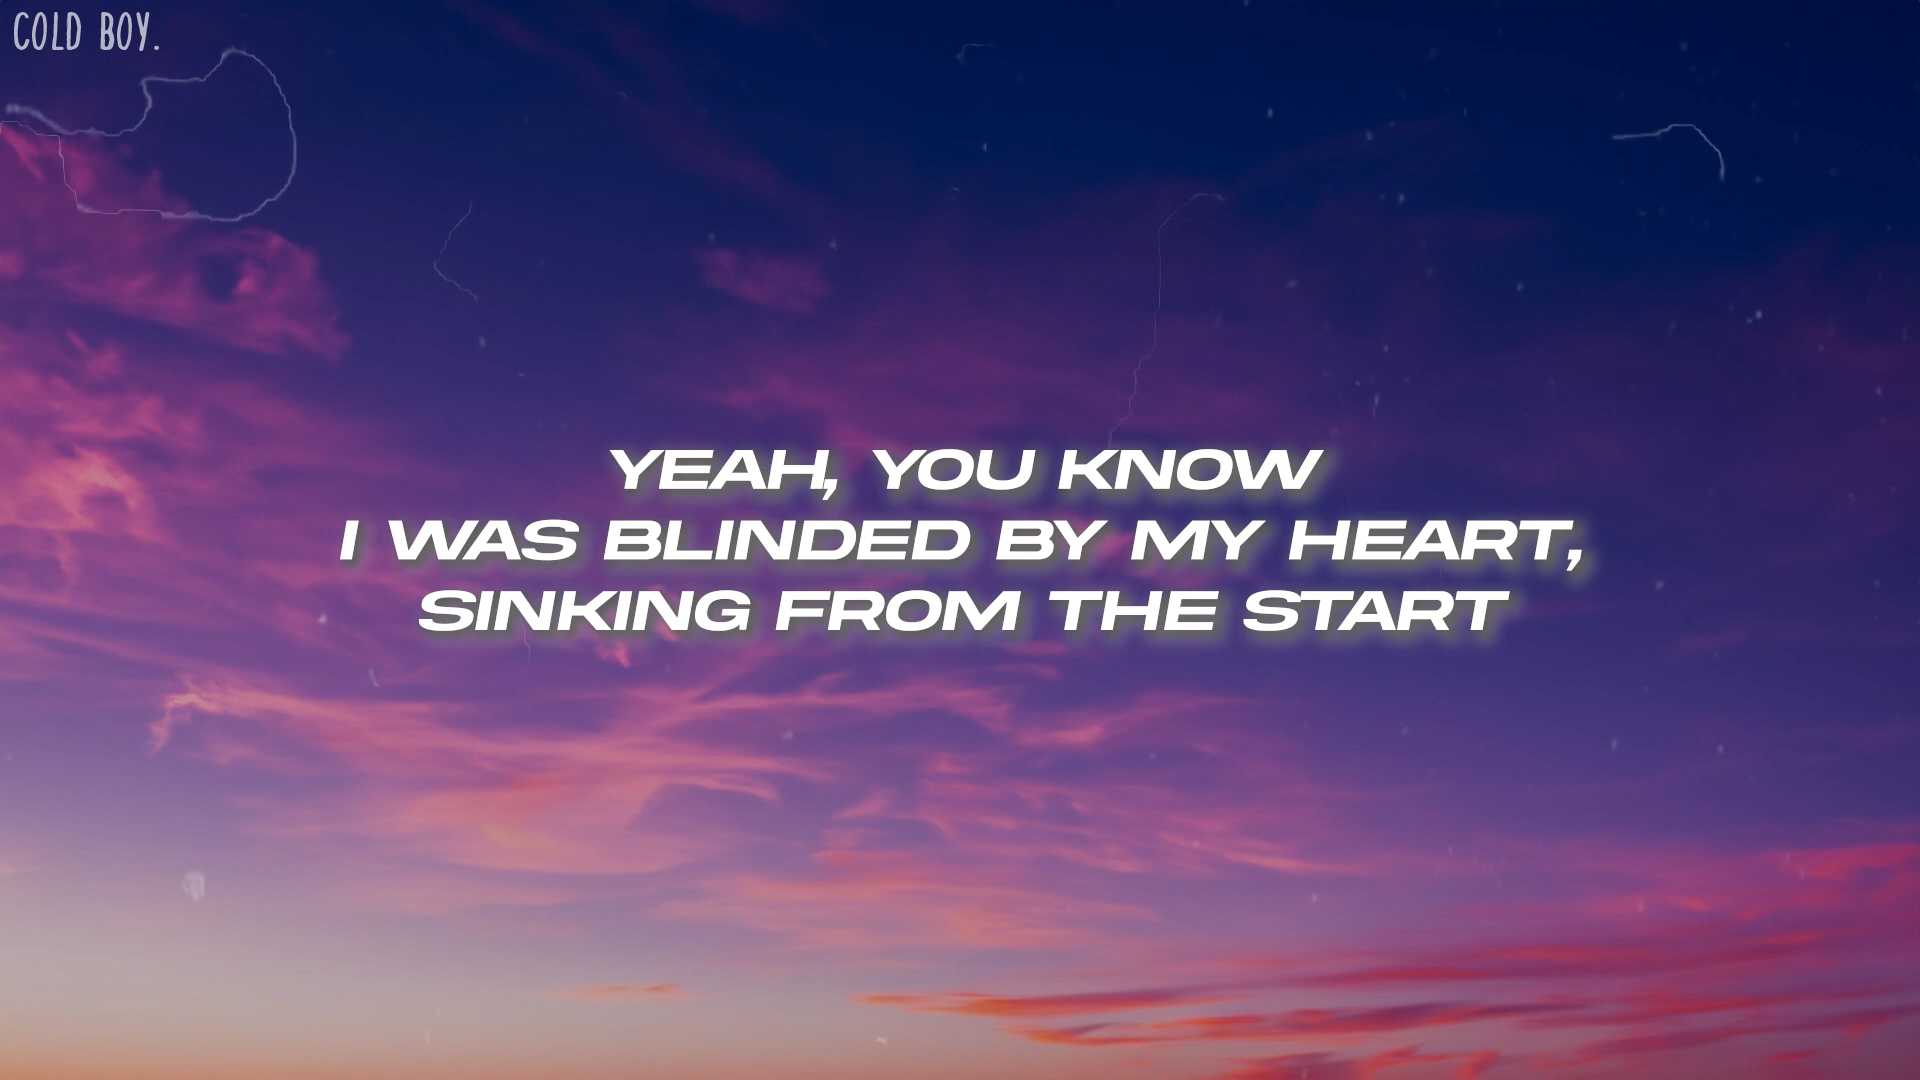 COLD BOY.
YEAH, YOU KNOW
I WAS BLINDED BY MY HEART,
SINKING FROM THE START